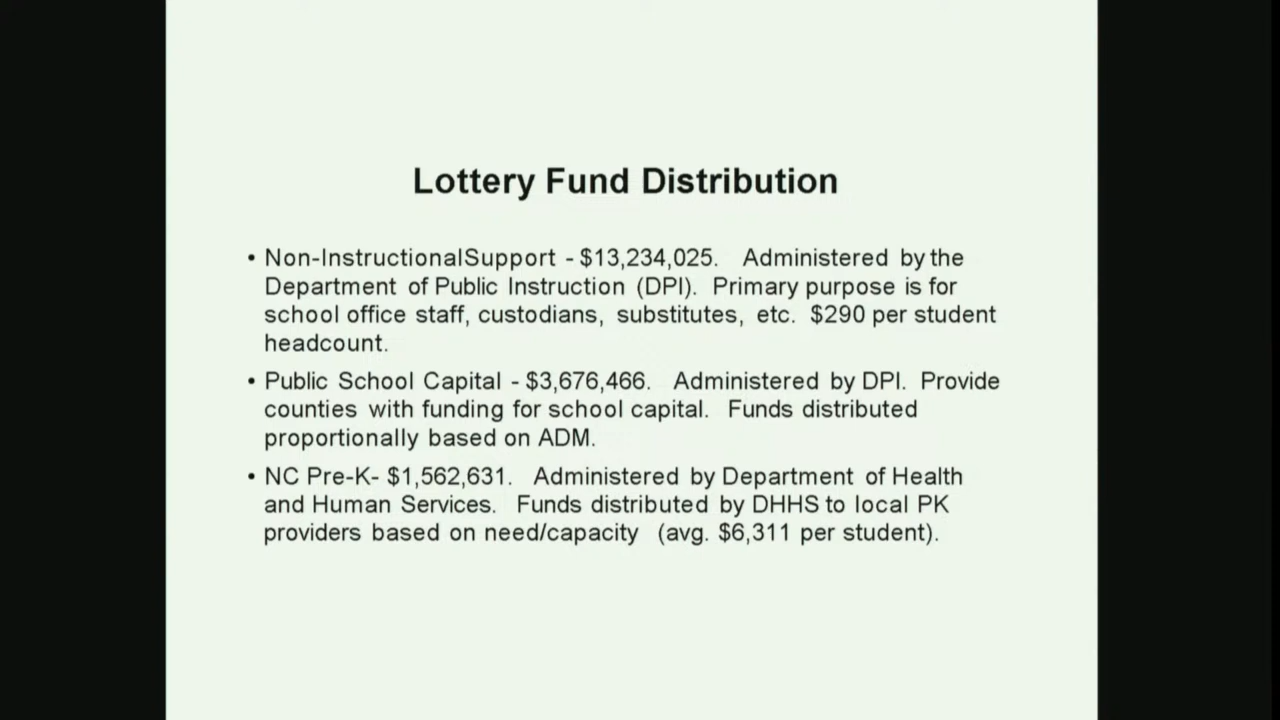 Lottery Fund Distribution
• Non-InstructionalSupport - $13,234,025. Administered by the
Department of Public Instruction (DPI). Primary purpose is for
school office staff, custodians, substitutes, etc. $290 per student
headcount.
• Public School Capital - $3,676,466. Administered by DPI. Provide
counties with funding for school capital. Funds distributed
proportionally based on ADM.
• NC Pre-K- $1,562,631. Administered by Department of Health
and Human Services. Funds distributed by DHHS to local PK
providers based on need/capacity (avg. $6,311 per student).